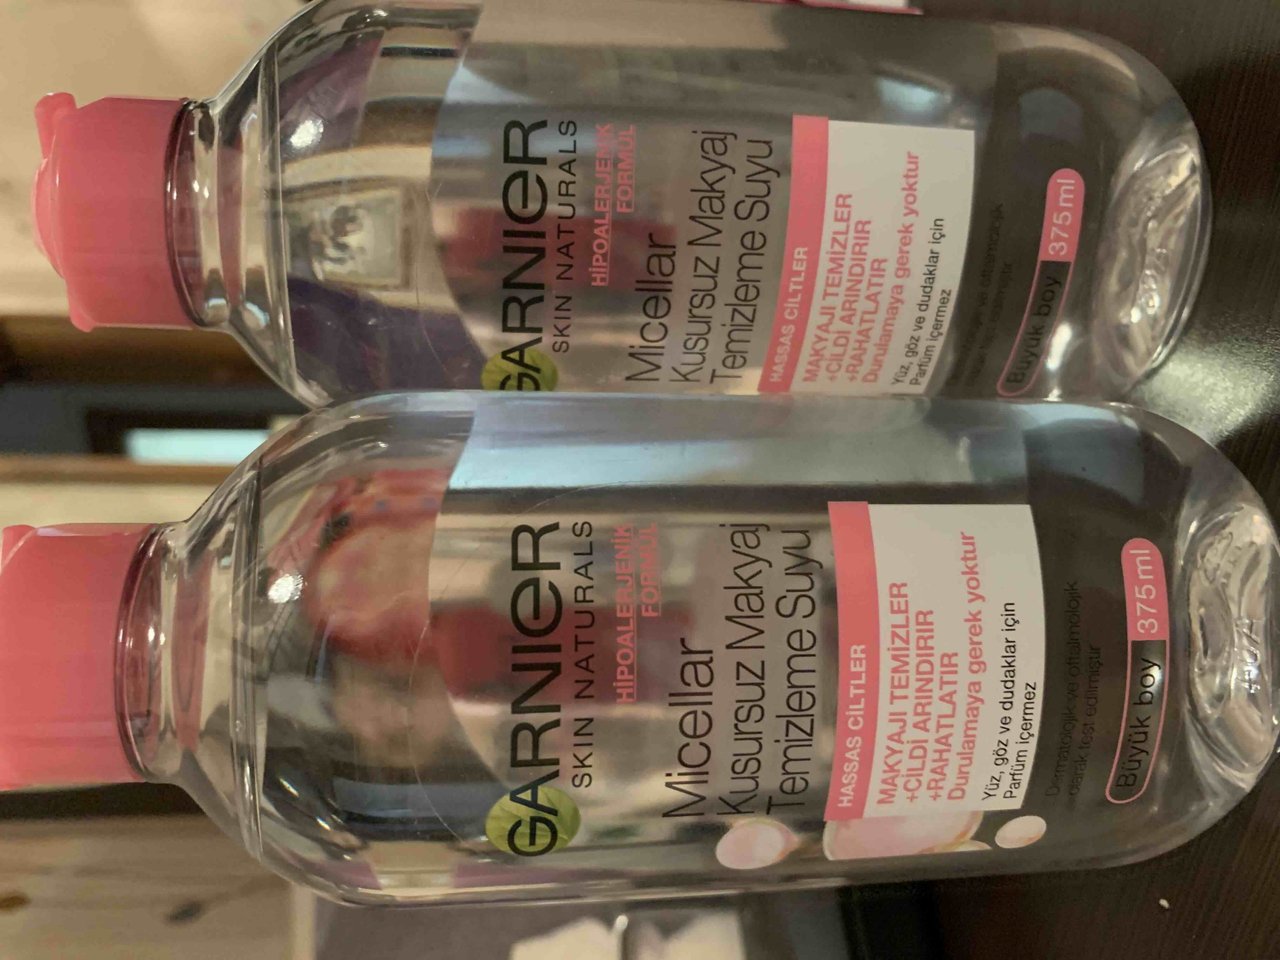 GARNiER
SKIN NATURALS
HİPOALERJENİK
FORMÜL
Micellar
Kusursuz Makyaj
Temizleme Suyu
HASSAS CİLTLER
MAKYAJI TEMİZLER
+CİLDİ ARINDIRIR
+RAHATLATIR
Durulamaya gerek yoktur
Yüz, göz ve dudaklar için
Parfüm içermez
Büyük boy 375 ml
GARNiER
SKIN NATURALS
HİPOALERJENİK
FORMÜL
Micellar
Kusursuz Makyaj
Temizleme Suyu
HASSAS CİLTLER
MAKYAJI TEMİZLER
+CİLDİ ARINDIRIR
+RAHATLATIR
Durulamaya gerek yoktur
Yüz, göz ve dudaklar için
Parfüm içermez
Dermatolojik ve oftalmolojik
olarak test edilmiştir
Büyük boy 375 ml